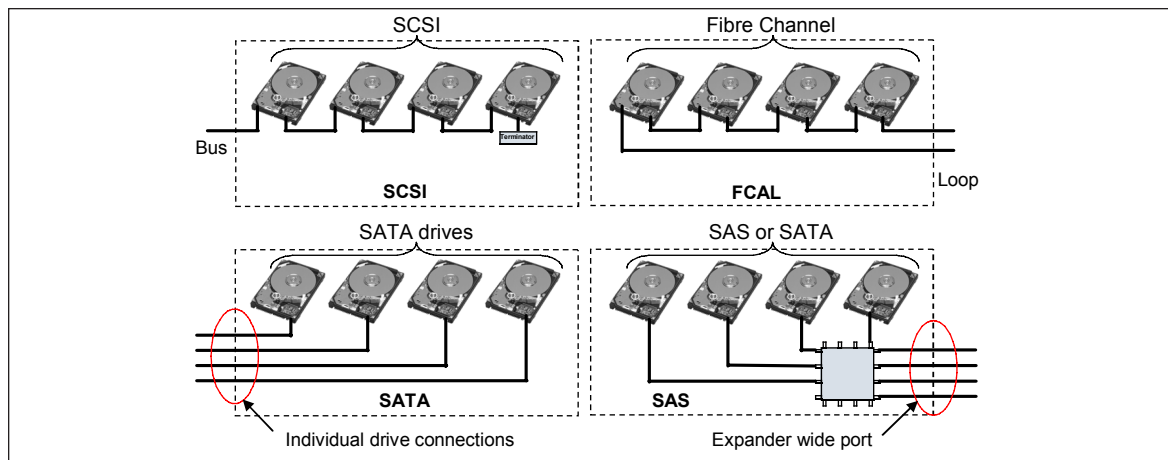 SCSI
Fibre Channel
Terminator
Bus
Loop
SCSI
FCAL
SATA drives
SAS or SATA
SATA
SAS
Individual drive connections
Expander wide port